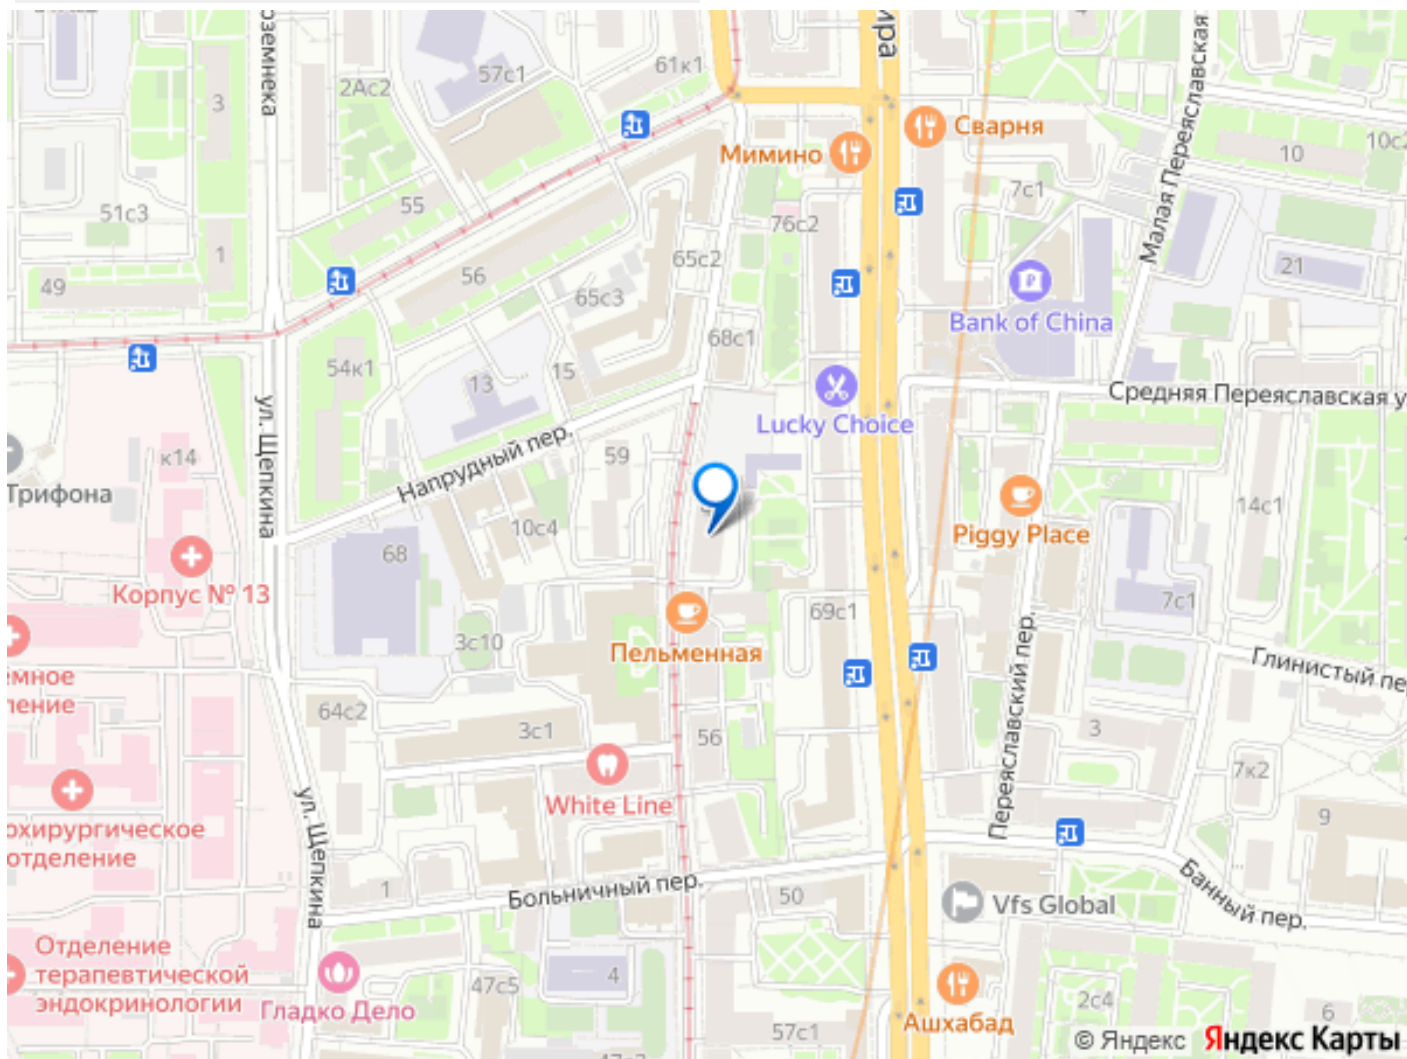 оземнека
ира
57с1
61к1
2Ас2
3
Сварня
Мимино
10
10с2
Малая Переяславская
7с1
51с3
55
76с2
1
49
56
65с2
65с3
21
Bank of China
68с1
54к1
13
15
Средняя Переяславская у
Lucky Choice
ул. Щепкина
Напрудный пер.
к14
59
Трифона
10с4
14с1
Piggy Place
68
Корпус № 13
7с1
69с1
3с10
Пельменная
Глинистый пе
емное
ление
64с2
3с1
56
3
Переяславский пер.
7к2
White Line
9
ул. Щепкина
охирургическое
отделение
1
Больничный пер.
50
Vfs Global
Банный пер.
Отделение
терапевтической
эндокринологии
4
47с5
Гладко Дело
2с4
6
Ашхабад
57с1
© Яндекс Яндекс Карты